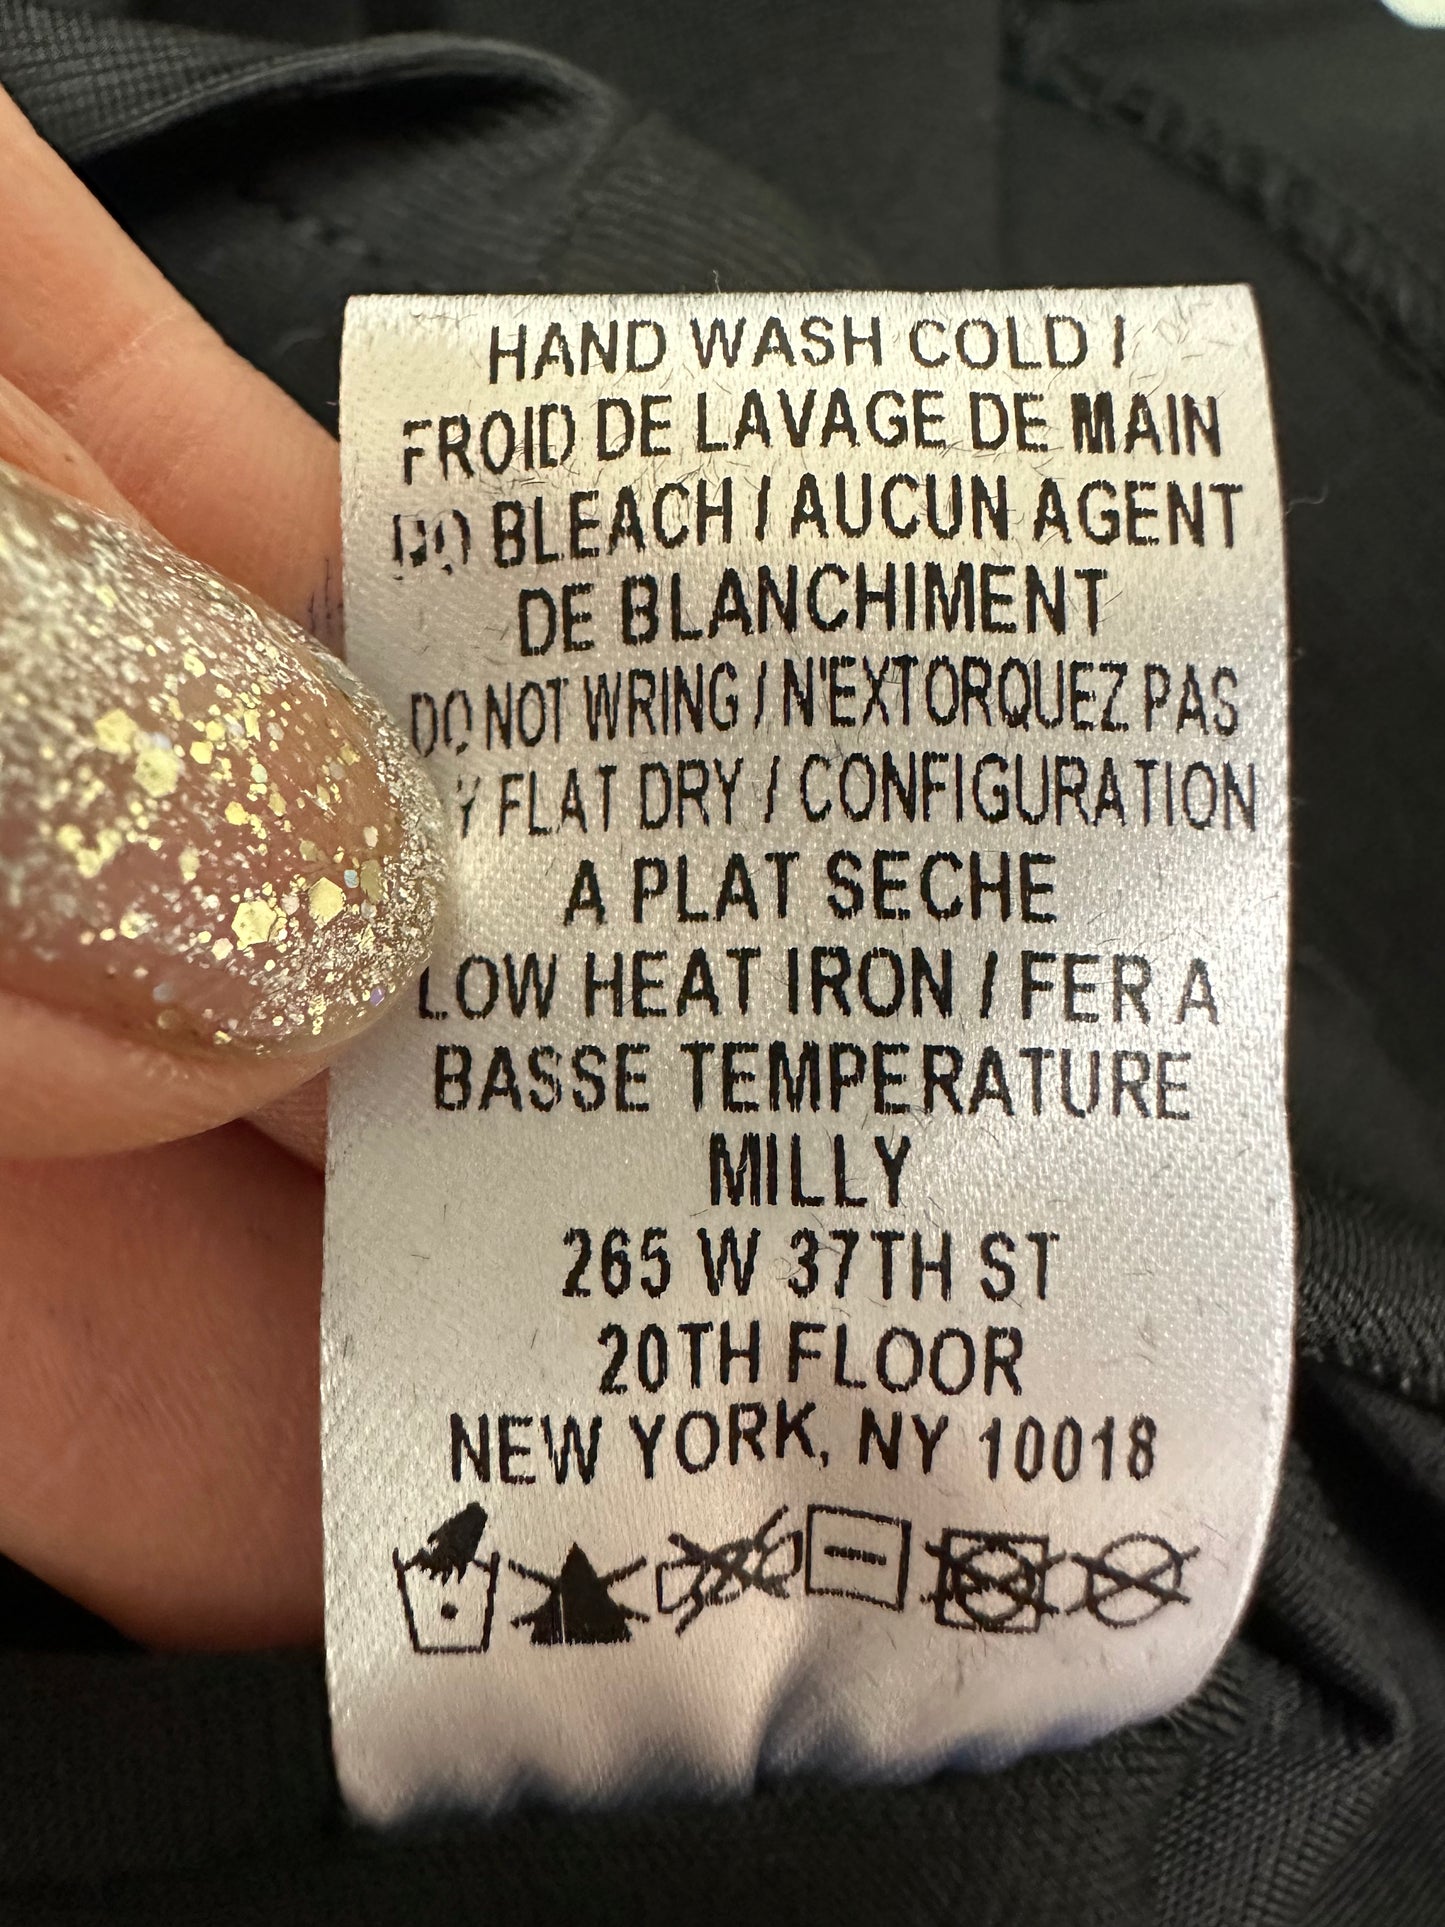 HAND WASH COLD /
FROID DE LAVAGE DE MAIN
BLEACH / AUCUN AGENT
DE BLANCHIMENT
DO NOT WRING / N'EXTORQUEZ PAS
FLAT DRY / CONFIGURATION
A PLAT SECHE
LOW HEAT IRON / FER A
BASSE TEMPERATURE
MILLY
265 W 37TH ST
20TH FLOOR
NEW YORK, NY 10018